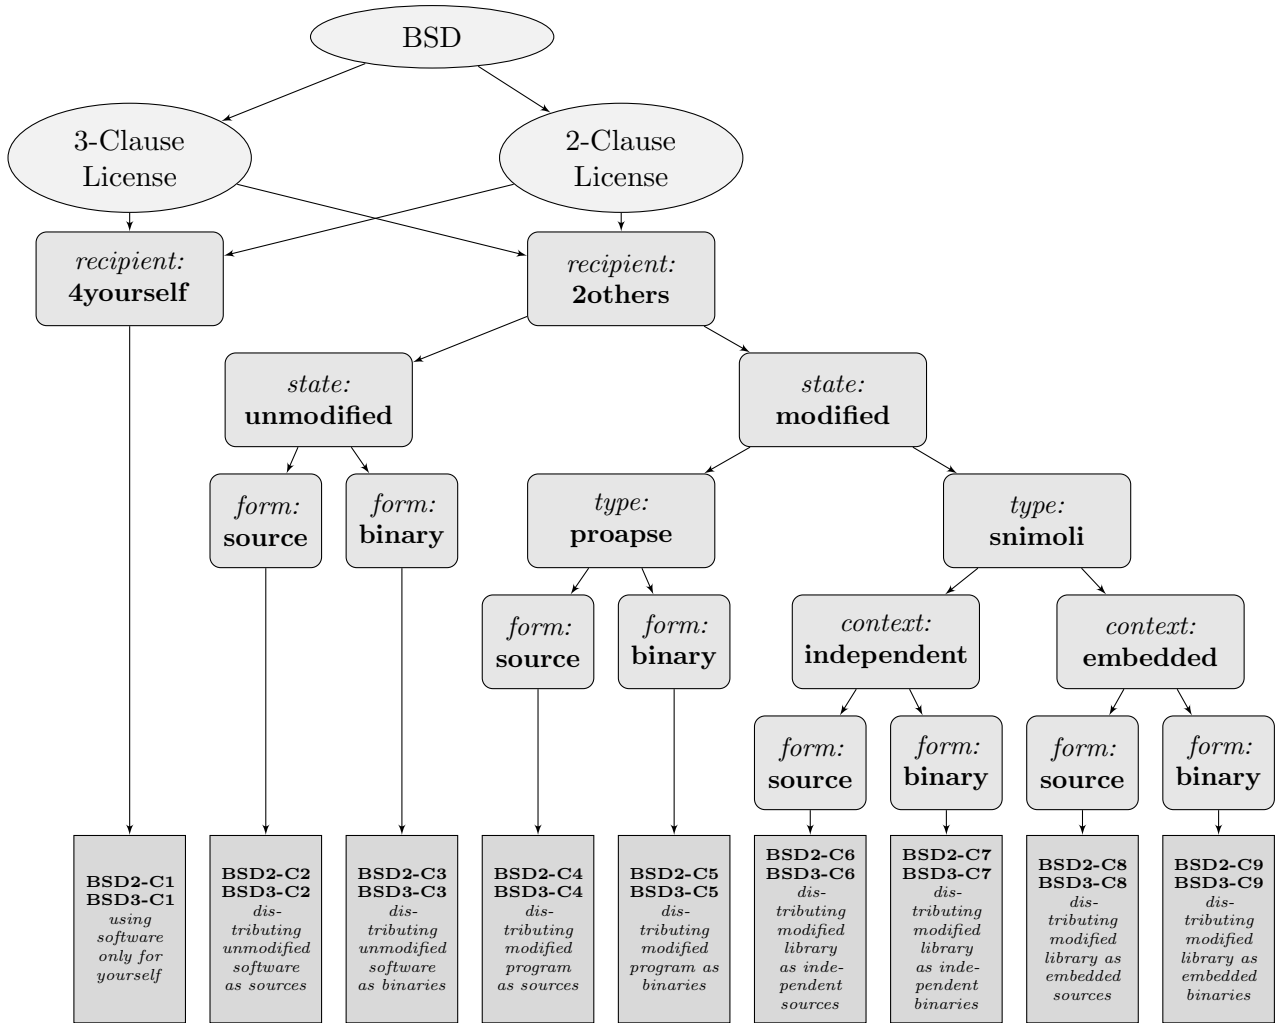 BSD
3-Clause
License
2-Clause
License
recipient:
4yourself
recipient:
2others
state:
unmodified
state:
modified
form:
source
form:
binary
type:
proapse
type:
snimoli
form:
source
form:
binary
context:
independent
context:
embedded
form:
source
form:
binary
form:
source
form:
binary
BSD2-C1
BSD3-C1
using
software
only for
yourself
BSD2-C2
BSD3-C2
dis-
tributing
unmodified
software
as sources
BSD2-C3
BSD3-C3
dis-
tributing
unmodified
software
as binaries
BSD2-C4
BSD3-C4
dis-
tributing
modified
program
as sources
BSD2-C5
BSD3-C5
dis-
tributing
modified
program as
binaries
BSD2-C6
BSD3-C6
dis-
tributing
modified
library
as inde-
pendent
sources
BSD2-C7
BSD3-C7
dis-
tributing
modified
library
as inde-
pendent
binaries
BSD2-C8
BSD3-C8
dis-
tributing
modified
library as
embedded
sources
BSD2-C9
BSD3-C9
dis-
tributing
modified
library as
embedded
binaries